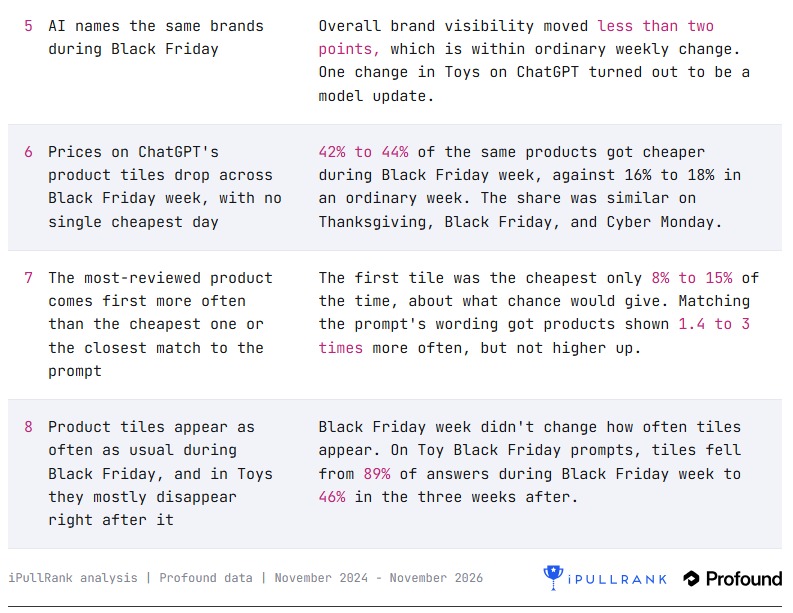 5 AI names the same brands
during Black Friday
Overall brand visibility moved less than two
points, which is within ordinary weekly change.
One change in Toys on ChatGPT turned out to be a
model update.
6 Prices on ChatGPT's
product tiles drop across
Black Friday week, with no
single cheapest day
42% to 44% of the same products got cheaper
during Black Friday week, against 16% to 18% in
an ordinary week. The share was similar on
Thanksgiving, Black Friday, and Cyber Monday.
7 The most-reviewed product
comes first more often
than the cheapest one or
the closest match to the
prompt
The first tile was the cheapest only 8% to 15% of
the time, about what chance would give. Matching
the prompt's wording got products shown 1.4 to 3
times more often, but not higher up.
8 Product tiles appear as
often as usual during
Black Friday, and in Toys
they mostly disappear
right after it
Black Friday week didn't change how often tiles
appear. On Toy Black Friday prompts, tiles fell
from 89% of answers during Black Friday week to
46% in the three weeks after.
iPullRank analysis | Profound data | November 2024 - November 2026
iPULLRANK
Profound